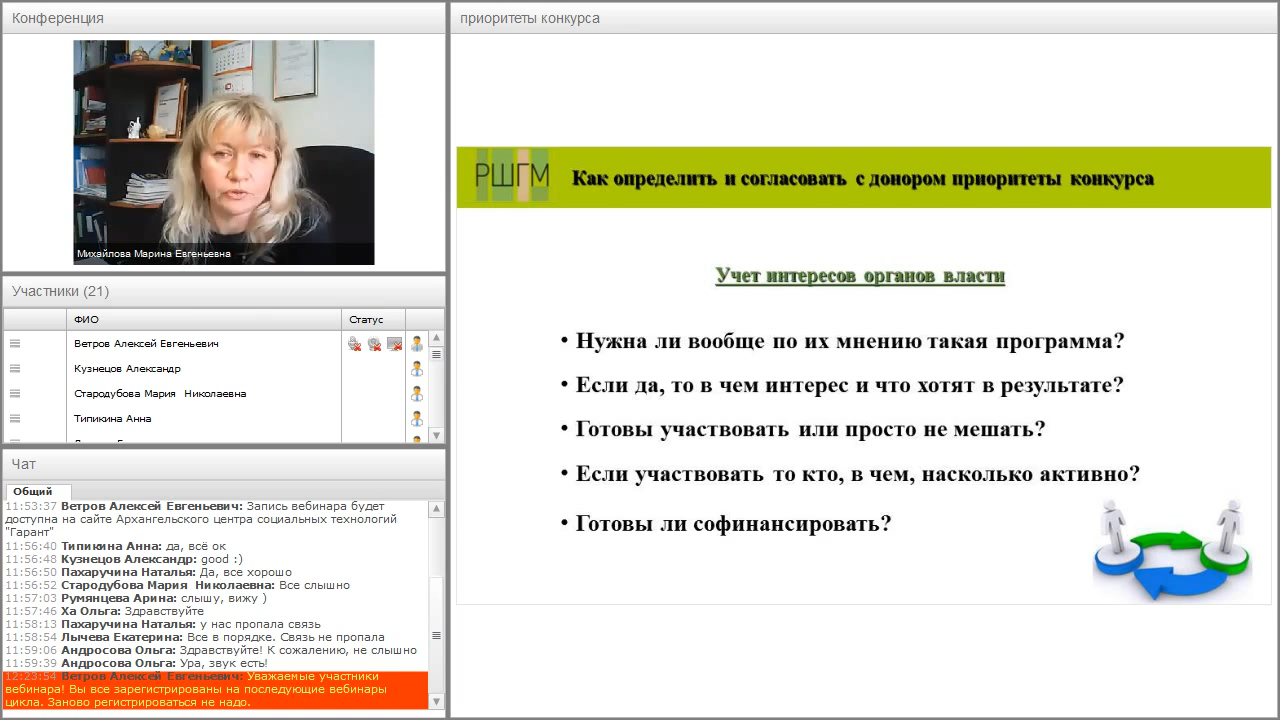 Конференция
Михайлова Марина Евгеньевна
Участники (21)
ФИО
Статус
Ветров Алексей Евгеньевич
Кузнецов Александр
Стародубова Мария Николаевна
Типикина Анна
Чат
Общий
11:53:37 Ветров Алексей Евгеньевич: Запись вебинара будет
доступна на сайте Архангельского центра социальных технологий
"Гарант"
11:56:40 Типикина Анна: да, всё ок
11:56:48 Кузнецов Александр: good :)
11:56:50 Пахаручина Наталья: Да, все хорошо
11:56:52 Стародубова Мария Николаевна: Все слышно
11:57:03 Румянцева Арина: слышу, вижу )
11:57:46 Ха Ольга: Здравствуйте
11:58:13 Пахаручина Наталья: у нас пропала связь
11:58:54 Лычева Екатерина: Все в порядке. Связь не пропала
11:59:06 Андросова Ольга: Здравствуйте! К сожалению, не слышно
11:59:39 Андросова Ольга: Ура, звук есть!
12:23:54 Ветров Алексей Евгеньевич: Уважаемые участники
вебинара! Вы все зарегистрированы на последующие вебинары
цикла. Заново регистрироваться не надо.
приоритеты конкурса
РШГМ
Как определить и согласовать с донором приоритеты конкурса
Учет интересов органов власти
• Нужна ли вообще по их мнению такая программа?
• Если да, то в чем интерес и что хотят в результате?
• Готовы участвовать или просто не мешать?
• Если участвовать то кто, в чем, насколько активно?
• Готовы ли софинансировать?